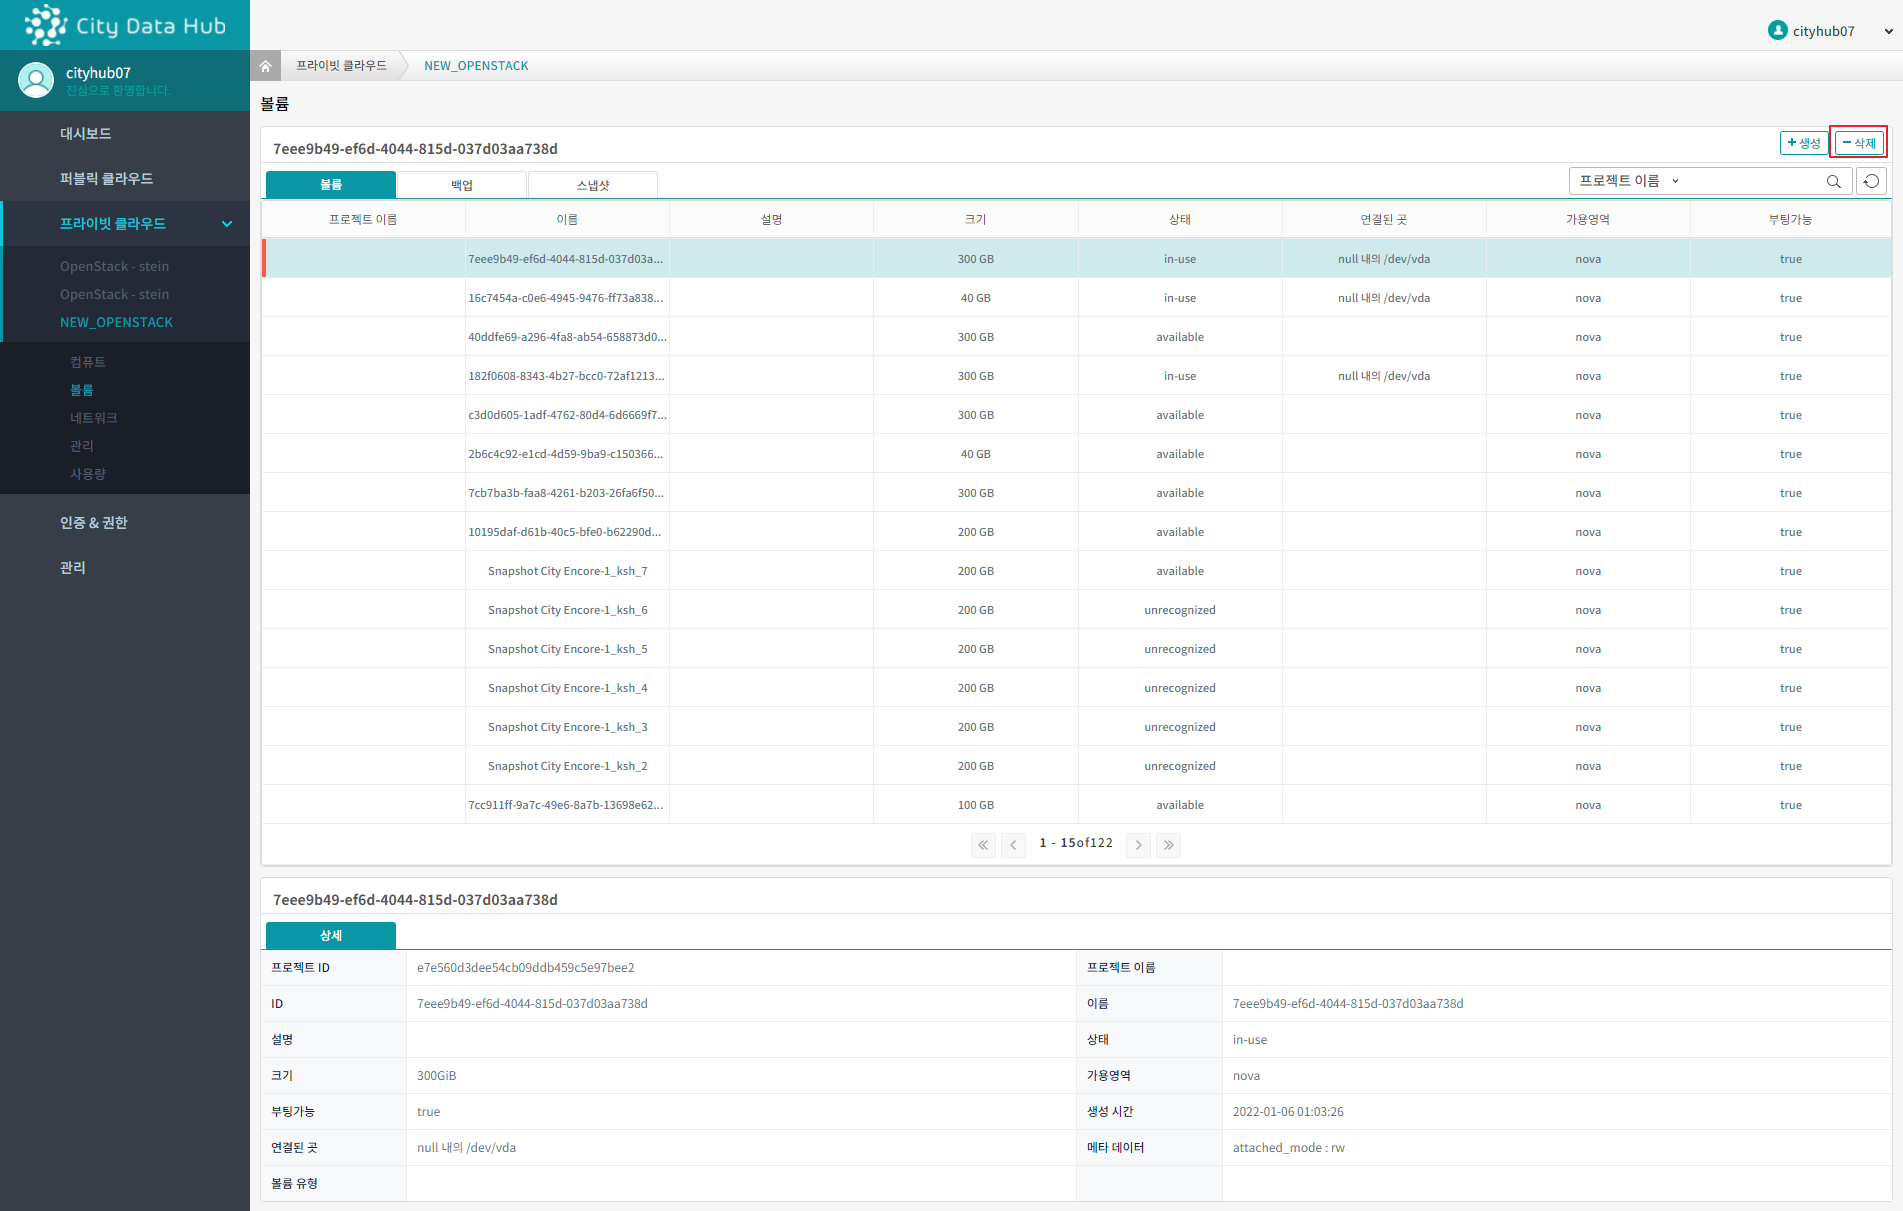 City Data Hub
cityhub07
cityhub07
진심으로 환영합니다.
대시보드
퍼블릭 클라우드
프라이빗 클라우드
OpenStack - stein
OpenStack - stein
NEW_OPENSTACK
컴퓨트
볼륨
네트워크
관리
사용량
인증 & 권한
관리
프라이빗 클라우드 NEW_OPENSTACK
볼륨
7eee9b49-ef6d-4044-815d-037d03aa738d
+ 생성 − 삭제
볼륨 백업 스냅샷 프로젝트 이름
프로젝트 이름 이름 설명 크기 상태 연결된 곳 가용영역 부팅가능
7eee9b49-ef6d-4044-815d-037d03a... 300 GB in-use null 내의 /dev/vda nova true
16c7454a-c0e6-4945-9476-ff73a838... 40 GB in-use null 내의 /dev/vda nova true
40ddfe69-a296-4fa8-ab54-658873d0... 300 GB available nova true
182f0608-8343-4b27-bcc0-72af1213... 300 GB in-use null 내의 /dev/vda nova true
c3d0d605-1adf-4762-80d4-6d6669f7... 300 GB available nova true
2b6c4c92-e1cd-4d59-9ba9-c150366... 40 GB available nova true
7cb7ba3b-faa8-4261-b203-26fa6f50... 300 GB available nova true
10195daf-d61b-40c5-bfe0-b62290d... 200 GB available nova true
Snapshot City Encore-1_ksh_7 200 GB available nova true
Snapshot City Encore-1_ksh_6 200 GB unrecognized nova true
Snapshot City Encore-1_ksh_5 200 GB unrecognized nova true
Snapshot City Encore-1_ksh_4 200 GB unrecognized nova true
Snapshot City Encore-1_ksh_3 200 GB unrecognized nova true
Snapshot City Encore-1_ksh_2 200 GB unrecognized nova true
7cc911ff-9a7c-49e6-8a7b-13698e62... 100 GB available nova true
1 - 15of122
7eee9b49-ef6d-4044-815d-037d03aa738d
상세
프로젝트 ID e7e560d3dee54cb09ddb459c5e97bee2 프로젝트 이름
ID 7eee9b49-ef6d-4044-815d-037d03aa738d 이름 7eee9b49-ef6d-4044-815d-037d03aa738d
설명 상태 in-use
크기 300GiB 가용영역 nova
부팅가능 true 생성 시간 2022-01-06 01:03:26
연결된 곳 null 내의 /dev/vda 메타 데이터 attached_mode : rw
볼륨 유형